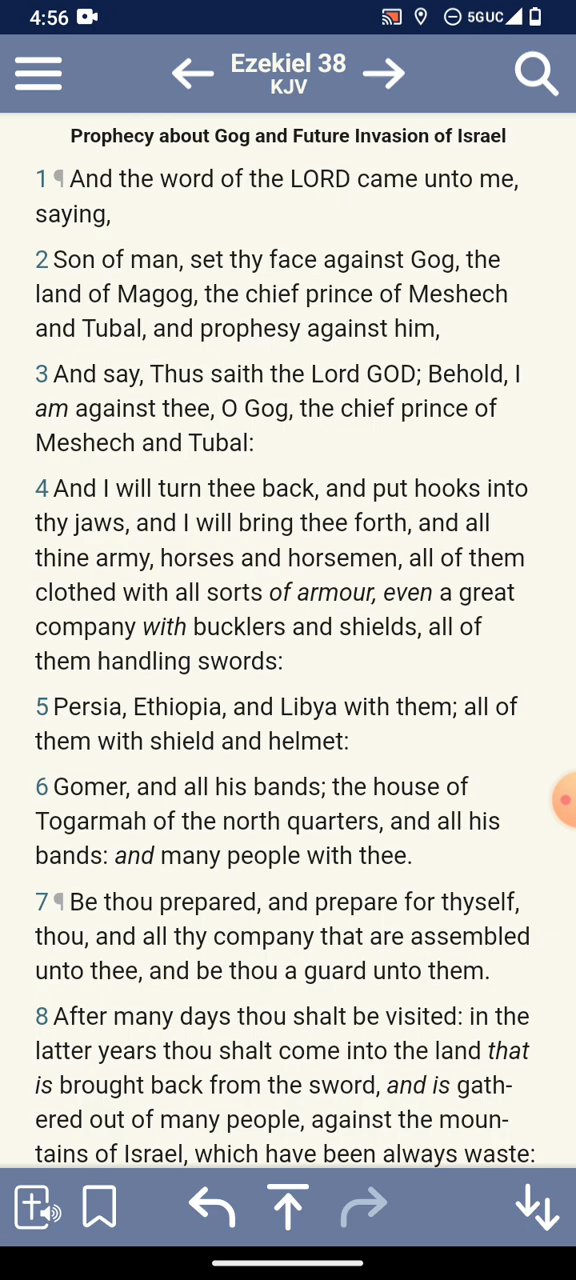 4:56
5GUC
Ezekiel 38
KJV
Prophecy about Gog and Future Invasion of Israel
1 ¶ And the word of the LORD came unto me,
saying,
2 Son of man, set thy face against Gog, the
land of Magog, the chief prince of Meshech
and Tubal, and prophesy against him,
3 And say, Thus saith the Lord GOD; Behold, I
am against thee, O Gog, the chief prince of
Meshech and Tubal:
4 And I will turn thee back, and put hooks into
thy jaws, and I will bring thee forth, and all
thine army, horses and horsemen, all of them
clothed with all sorts of armour, even a great
company with bucklers and shields, all of
them handling swords:
5 Persia, Ethiopia, and Libya with them; all of
them with shield and helmet:
6 Gomer, and all his bands; the house of
Togarmah of the north quarters, and all his
bands: and many people with thee.
7 ¶ Be thou prepared, and prepare for thyself,
thou, and all thy company that are assembled
unto thee, and be thou a guard unto them.
8 After many days thou shalt be visited: in the
latter years thou shalt come into the land that
is brought back from the sword, and is gath-
ered out of many people, against the moun-
tains of Israel, which have been always waste: